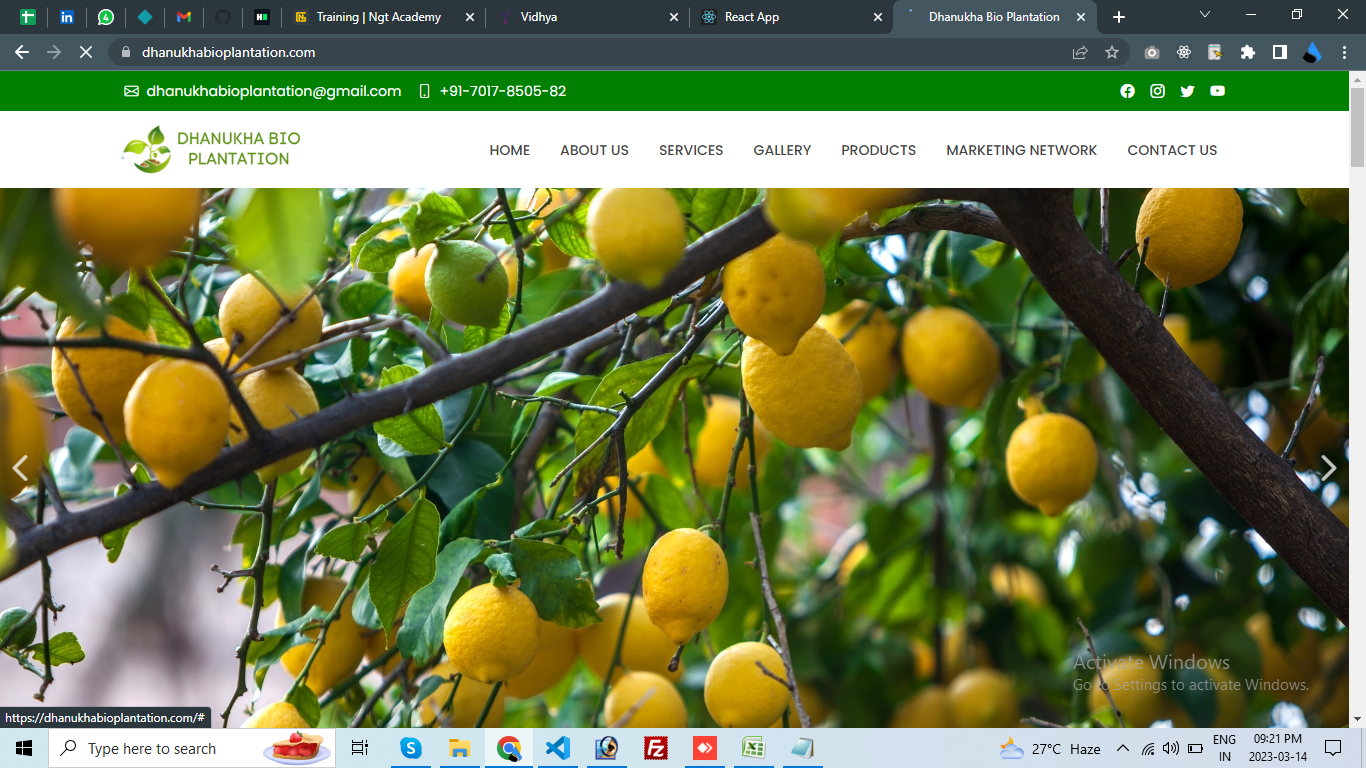 4
Training | Ngt Academy
Vidhya
React App
Dhanukha Bio Plantation
dhanukhabioplantation.com
dhanukhabioplantation@gmail.com
+91-7017-8505-82
DHANUKHA BIO
PLANTATION
HOME
ABOUT US
SERVICES
GALLERY
PRODUCTS
MARKETING NETWORK
CONTACT US
Activate Windows
Go to Settings to activate Windows.
https://dhanukhabioplantation.com/#
Type here to search
27°C Haze
ENG
IN
09:21 PM
2023-03-14